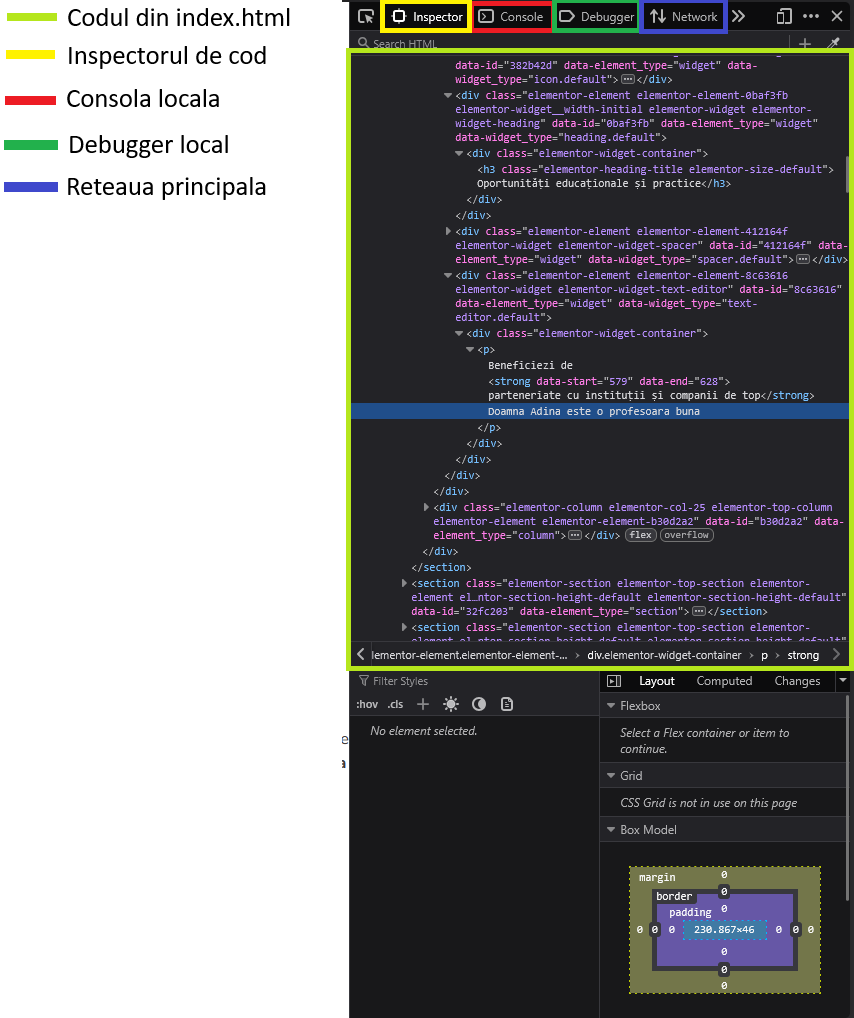 Codul din index.html
Inspectorul de cod
Consola locala
Debugger local
Reteaua principala
Inspector
Console
Debugger
Network
Search HTML
data-id="382b42d" data-element_type="widget" data-
widget_type="icon.default"> </div>
<div class="elementor-element elementor-element-0baf3fb
elementor-widget__width-initial elementor-widget elementor-
widget-heading" data-id="0baf3fb" data-element_type="widget"
data-widget_type="heading.default">
<div class="elementor-widget-container">
<h3 class="elementor-heading-title elementor-size-default">
Oportunități educaționale și practice</h3>
</div>
</div>
<div class="elementor-element elementor-element-412164f
elementor-widget elementor-widget-spacer" data-id="412164f" data-
element_type="widget" data-widget_type="spacer.default"> </div>
<div class="elementor-element elementor-element-8c63616
elementor-widget elementor-widget-text-editor" data-id="8c63616"
data-element_type="widget" data-widget_type="text-
editor.default">
<div class="elementor-widget-container">
<p>
Beneficiezi de
<strong data-start="579" data-end="628">
parteneriate cu instituții și companii de top</strong>
Doamna Adina este o profesoara buna
</p>
</div>
</div>
</div>
</div>
<div class="elementor-column elementor-col-25 elementor-top-column
elementor-element elementor-element-b30d2a2" data-id="b30d2a2" data-
element_type="column"> </div> flex overflow
</div>
</section>
<section class="elementor-section elementor-top-section elementor-
element el…ntor-section-height-default elementor-section-height-default"
data-id="32fc203" data-element_type="section"> </section>
<section class="elementor-section elementor-top-section elementor-
element el…ntor-section-height-default elementor-section-height-default"
lementor-element.elementor-element-... › div.elementor-widget-container › p › strong
Filter Styles
:hov .cls
No element selected.
Layout
Computed
Changes
Flexbox
Select a Flex container or item to
continue.
Grid
CSS Grid is not in use on this page
Box Model
margin 0
border 0
padding 0
0 0 0 230.867×46 0 0 0
0
0
0